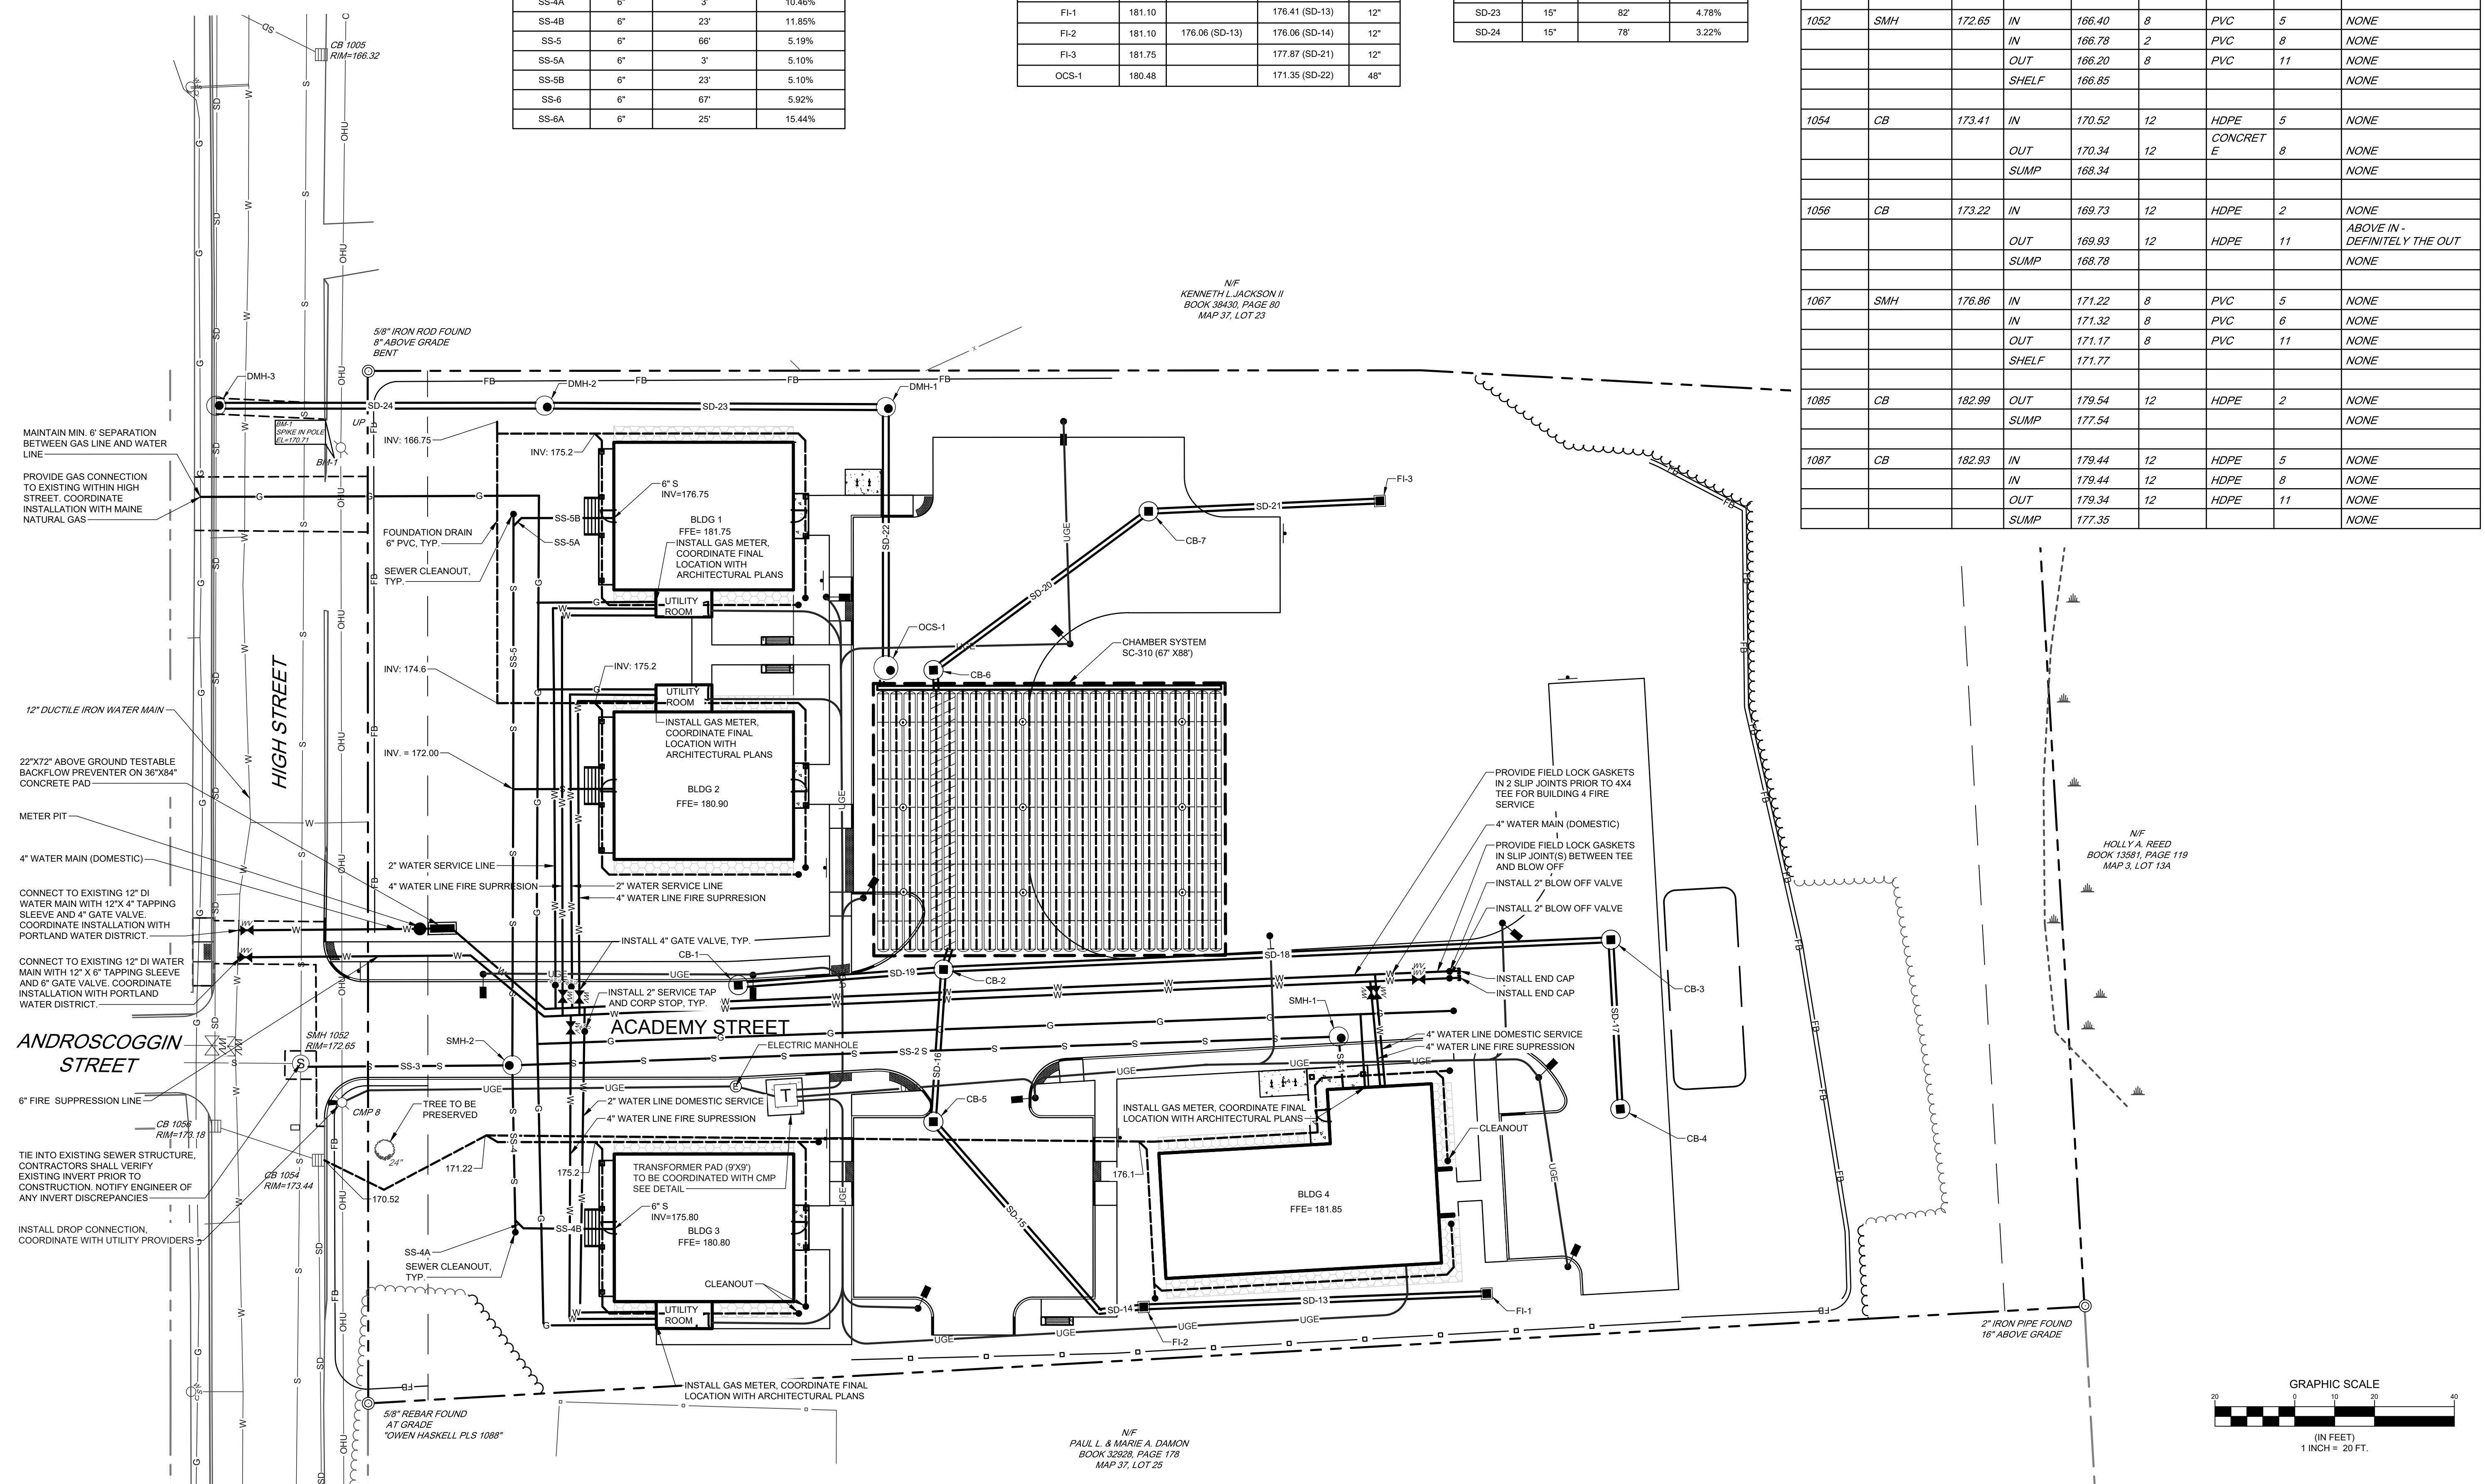 SS-4A 6" 3' 10.46%
SS-4B 6" 23' 11.85%
SS-5 6" 66' 5.19%
SS-5A 6" 3' 5.10%
SS-5B 6" 23' 5.10%
SS-6 6" 67' 5.92%
SS-6A 6" 25' 15.44%
FI-1 181.10 176.41 (SD-13) 12"
FI-2 181.10 176.06 (SD-13) 176.06 (SD-14) 12"
FI-3 181.75 177.87 (SD-21) 12"
OCS-1 180.48 171.35 (SD-22) 48"
SD-23 15" 82' 4.78%
SD-24 15" 78' 3.22%
1052 SMH 172.65 IN 166.40 8 PVC 5 NONE
IN 166.78 2 PVC 8 NONE
OUT 166.20 8 PVC 11 NONE
SHELF 166.85 NONE
1054 CB 173.41 IN 170.52 12 HDPE 5 NONE
CONCRET
OUT 170.34 12 E 8 NONE
SUMP 168.34 NONE
1056 CB 173.22 IN 169.73 12 HDPE 2 NONE
ABOVE IN -
OUT 169.93 12 HDPE 11 DEFINITELY THE OUT
SUMP 168.78 NONE
1067 SMH 176.86 IN 171.22 8 PVC 5 NONE
IN 171.32 8 PVC 6 NONE
OUT 171.17 8 PVC 11 NONE
SHELF 171.77 NONE
1085 CB 182.99 OUT 179.54 12 HDPE 2 NONE
SUMP 177.54 NONE
1087 CB 182.93 IN 179.44 12 HDPE 5 NONE
IN 179.44 12 HDPE 8 NONE
OUT 179.34 12 HDPE 11 NONE
SUMP 177.35 NONE
CB 1005
RIM=166.32
N/F
KENNETH L.JACKSON II
BOOK 38430, PAGE 80
MAP 37, LOT 23
5/8" IRON ROD FOUND
8" ABOVE GRADE
BENT
DMH-3
DMH-2
DMH-1
SD-24
SD-23
BM-1
SPIKE IN POLE
EL=170.71
UP
BM-1
INV: 166.75
INV: 175.2
MAINTAIN MIN. 6' SEPARATION
BETWEEN GAS LINE AND WATER
LINE
PROVIDE GAS CONNECTION
TO EXISTING WITHIN HIGH
STREET. COORDINATE
INSTALLATION WITH MAINE
NATURAL GAS
6" S
INV=176.75
BLDG 1
FFE= 181.75
INSTALL GAS METER,
COORDINATE FINAL
LOCATION WITH
ARCHITECTURAL PLANS
UTILITY
ROOM
SS-5B
SS-5A
FOUNDATION DRAIN
6" PVC, TYP.
SEWER CLEANOUT,
TYP.
SS-5
SD-22
FI-3
SD-21
CB-7
SD-20
UGE
OCS-1
CB-6
CHAMBER SYSTEM
SC-310 (67' X88')
INV: 174.6
INV: 175.2
UTILITY
ROOM
INSTALL GAS METER,
COORDINATE FINAL
LOCATION WITH
ARCHITECTURAL PLANS
BLDG 2
FFE= 180.90
INV. = 172.00
HIGH STREET
12" DUCTILE IRON WATER MAIN
22"X72" ABOVE GROUND TESTABLE
BACKFLOW PREVENTER ON 36"X84"
CONCRETE PAD
METER PIT
4" WATER MAIN (DOMESTIC)
CONNECT TO EXISTING 12" DI
WATER MAIN WITH 12"X 4" TAPPING
SLEEVE AND 4" GATE VALVE.
COORDINATE INSTALLATION WITH
PORTLAND WATER DISTRICT.
CONNECT TO EXISTING 12" DI WATER
MAIN WITH 12" X 6" TAPPING SLEEVE
AND 6" GATE VALVE. COORDINATE
INSTALLATION WITH PORTLAND
WATER DISTRICT.
2" WATER SERVICE LINE
4" WATER LINE FIRE SUPRRESION
2" WATER SERVICE LINE
4" WATER LINE FIRE SUPRRESION
INSTALL 4" GATE VALVE, TYP.
CB-1
INSTALL 2" SERVICE TAP
AND CORP STOP, TYP.
SD-19
CB-2
SD-18
PROVIDE FIELD LOCK GASKETS
IN 2 SLIP JOINTS PRIOR TO 4X4
TEE FOR BUILDING 4 FIRE
SERVICE
4" WATER MAIN (DOMESTIC)
PROVIDE FIELD LOCK GASKETS
IN SLIP JOINT(S) BETWEEN TEE
AND BLOW OFF
INSTALL 2" BLOW OFF VALVE
INSTALL 2" BLOW OFF VALVE
INSTALL END CAP
INSTALL END CAP
CB-3
SD-17
CB-4
N/F
HOLLY A. REED
BOOK 13581, PAGE 119
MAP 3, LOT 13A
ACADEMY STREET
ANDROSCOGGIN
STREET
SMH 1052
RIM=172.65
SMH-2
SMH-1
SS-3
SS-2
SS-1
SD-16
ELECTRIC MANHOLE
4" WATER LINE DOMESTIC SERVICE
4" WATER LINE FIRE SUPRESSION
6" FIRE SUPPRESSION LINE
CMP 8
TREE TO BE
PRESERVED
24"
CB 1056
RIM=173.18
CB 1054
RIM=173.44
TIE INTO EXISTING SEWER STRUCTURE,
CONTRACTORS SHALL VERIFY
EXISTING INVERT PRIOR TO
CONSTRUCTION. NOTIFY ENGINEER OF
ANY INVERT DISCREPANCIES
INSTALL DROP CONNECTION,
COORDINATE WITH UTILITY PROVIDERS
171.22
170.52
SS-4
2" WATER LINE DOMESTIC SERVICE
4" WATER LINE FIRE SUPRESSION
175.2
TRANSFORMER PAD (9'X9')
TO BE COORDINATED WITH CMP
SEE DETAIL
6" S
INV=175.80
BLDG 3
FFE= 180.80
SS-4B
SS-4A
SEWER CLEANOUT,
TYP.
CLEANOUT
UTILITY
ROOM
INSTALL GAS METER, COORDINATE FINAL
LOCATION WITH ARCHITECTURAL PLANS
CB-5
SD-15
INSTALL GAS METER, COORDINATE FINAL
LOCATION WITH ARCHITECTURAL PLANS
CLEANOUT
176.1
BLDG 4
FFE= 181.85
SD-14
SD-13
FI-1
FI-2
5/8" REBAR FOUND
AT GRADE
"OWEN HASKELL PLS 1088"
N/F
PAUL L. & MARIE A. DAMON
BOOK 32928, PAGE 178
MAP 37, LOT 25
2" IRON PIPE FOUND
16" ABOVE GRADE
GRAPHIC SCALE
20 0 10 20 40
(IN FEET)
1 INCH = 20 FT.